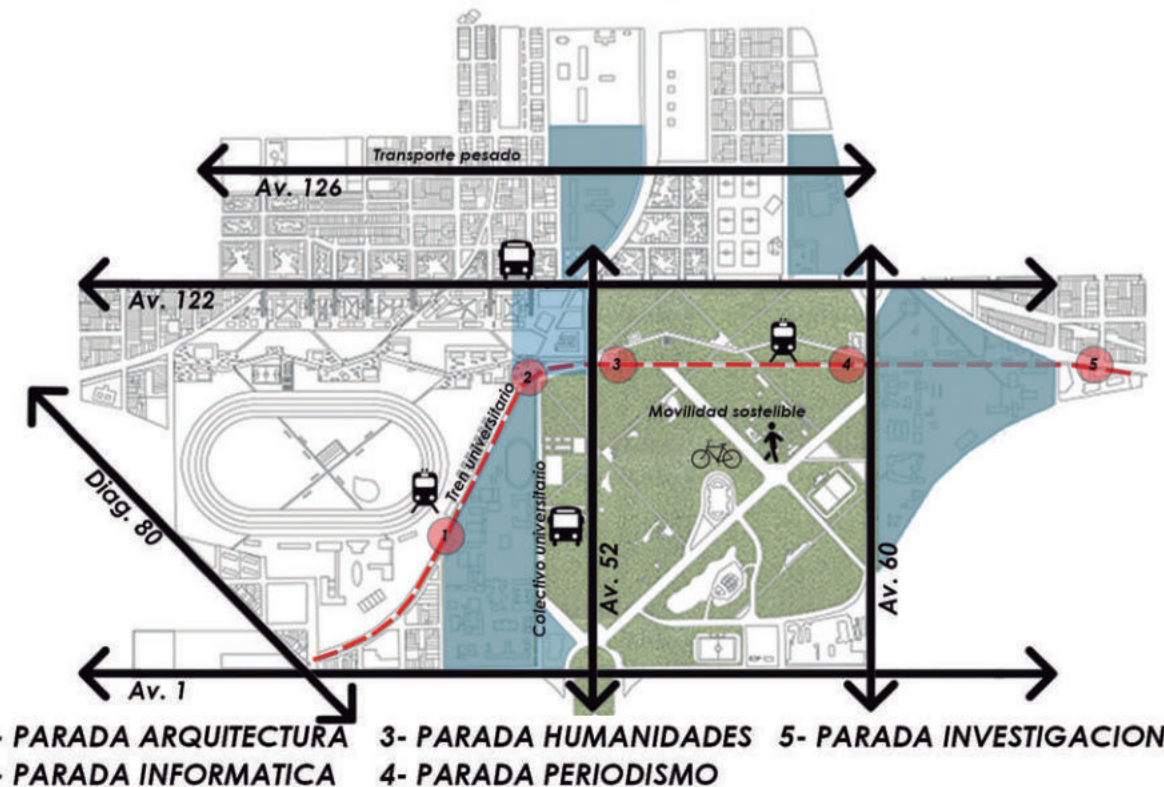 Transporte pesado
Av. 126
Av. 122
2
3
4
5
Tren universitario
Movilidad sostelible
Diag. 80
1
Colectivo universitario
Av. 52
Av. 60
Av. 1
- PARADA ARQUITECTURA 3- PARADA HUMANIDADES 5- PARADA INVESTIGACION
- PARADA INFORMATICA 4- PARADA PERIODISMO